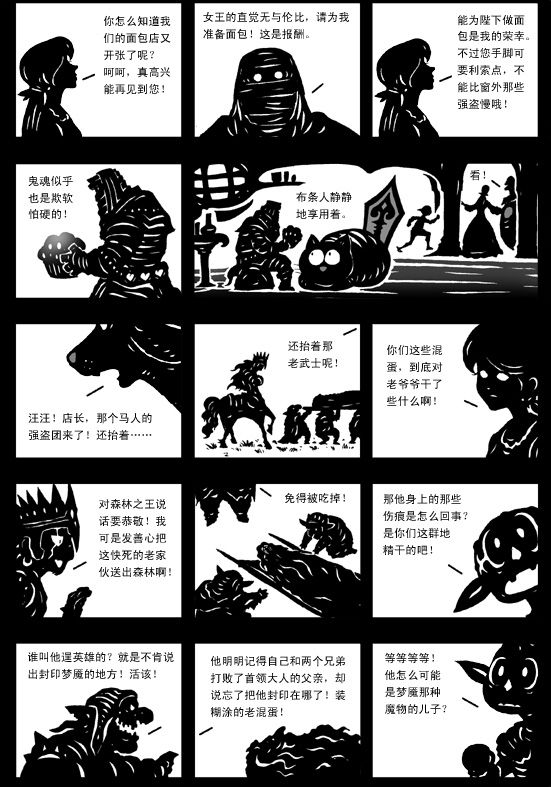 你怎么知道我
们的面包店又
开张了呢？
呵呵，真高兴
能再见到您！
女王的直觉无与伦比，请为我
准备面包！这是报酬。
能为陛下做面
包是我的荣幸。
不过您手脚可
要利索点，不
能比窗外那些
强盗慢哦！
鬼魂似乎
也是欺软
怕硬的！
布条人静静
地享用着。
看！
汪汪！店长，那个马人的
强盗团来了！还抬着……
还抬着那
老武士呢！
你们这些混
蛋，到底对
老爷爷干了
些什么啊！
对森林之王说
话要恭敬！我
可是发善心把
这快死的老家
伙送出森林啊！
免得被吃掉！
那他身上的那些
伤痕是怎么回事？
是你们这群地
精干的吧！
谁叫他逞英雄的？就是不肯说
出封印梦魇的地方！活该！
他明明记得自己和两个兄弟
打败了首领大人的父亲，却
说忘了把他封印在哪了！装
糊涂的老混蛋！
等等等等！
他怎么可能
是梦魇那种
魔物的儿子？